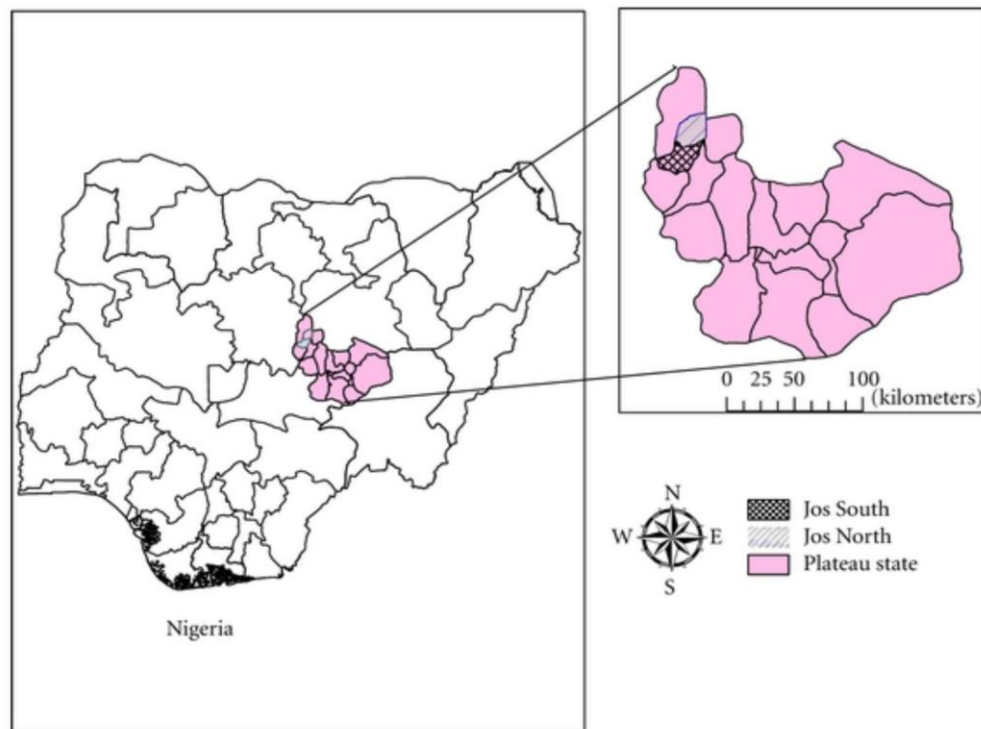 0 25 50 100
(kilometers)
N
W E
S
Jos South
Jos North
Plateau state
Nigeria